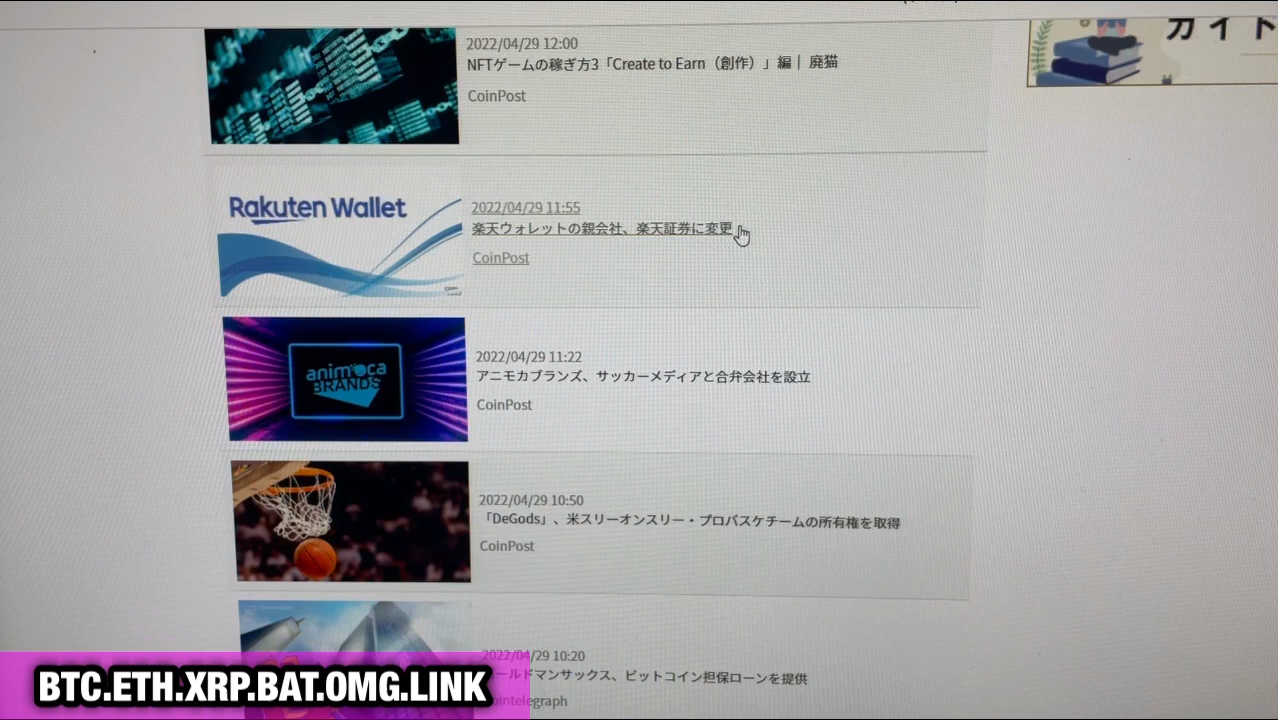 ガイド
2022/04/29 12:00
NFTゲームの稼ぎ方3「Create to Earn（創作）」編｜ 廃猫
CoinPost
Rakuten Wallet
2022/04/29 11:55
楽天ウォレットの親会社、楽天証券に変更
CoinPost
animoca
BRANDS
2022/04/29 11:22
アニモカブランズ、サッカーメディアと合弁会社を設立
CoinPost
2022/04/29 10:50
「DeGods」、米スリーオンスリー・プロバスケチームの所有権を取得
CoinPost
2022/04/29 10:20
ールドマンサックス、ビットコイン担保ローンを提供
ointelegraph
BTC.ETH.XRP.BAT.OMG.LINK